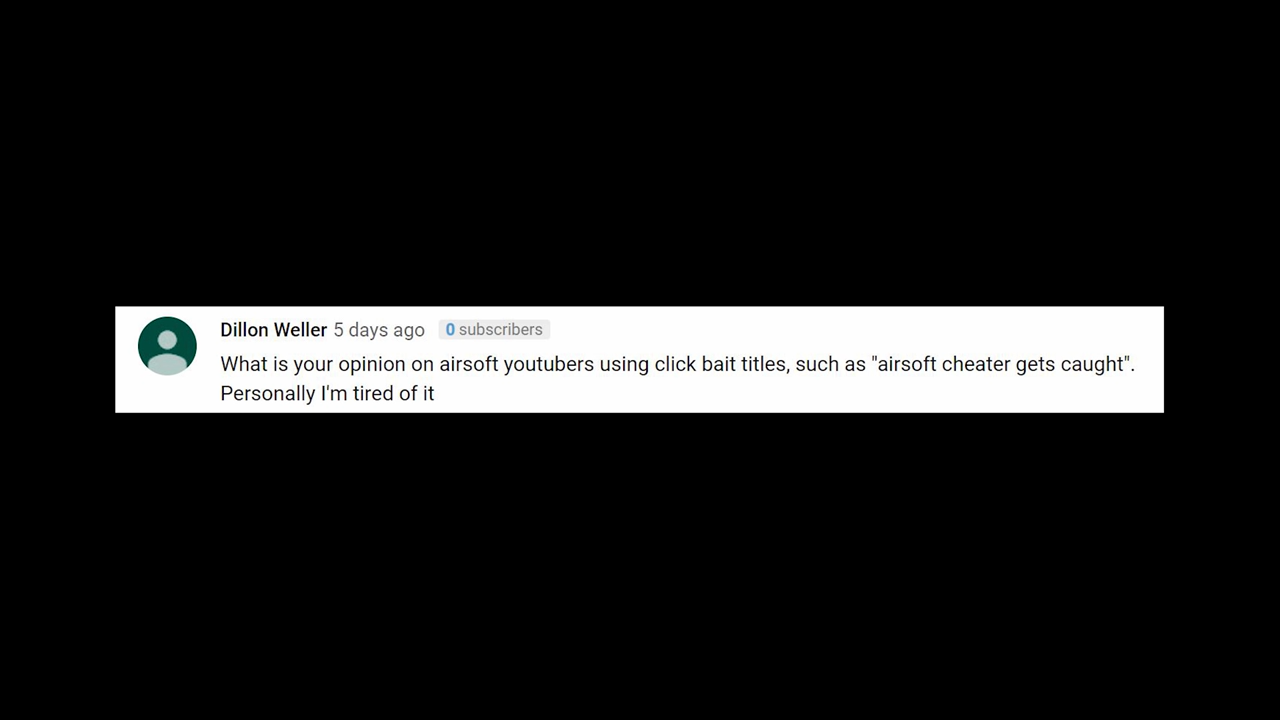 Dillon Weller 5 days ago 0 subscribers
What is your opinion on airsoft youtubers using click bait titles, such as "airsoft cheater gets caught".
Personally I'm tired of it